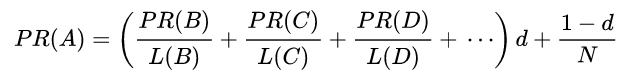 PR(A) = ( PR(B)/L(B) + PR(C)/L(C) + PR(D)/L(D) + ⋯ ) d + (1 − d)/N